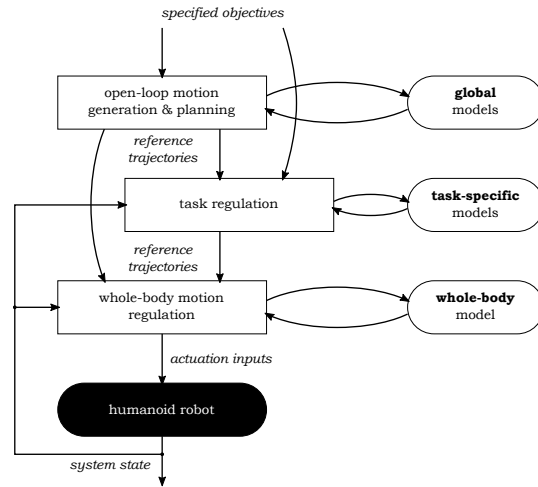 specified objectives
open-loop motion
generation & planning
global
models
reference
trajectories
task regulation
task-specific
models
reference
trajectories
whole-body motion
regulation
whole-body
model
actuation inputs
humanoid robot
system state